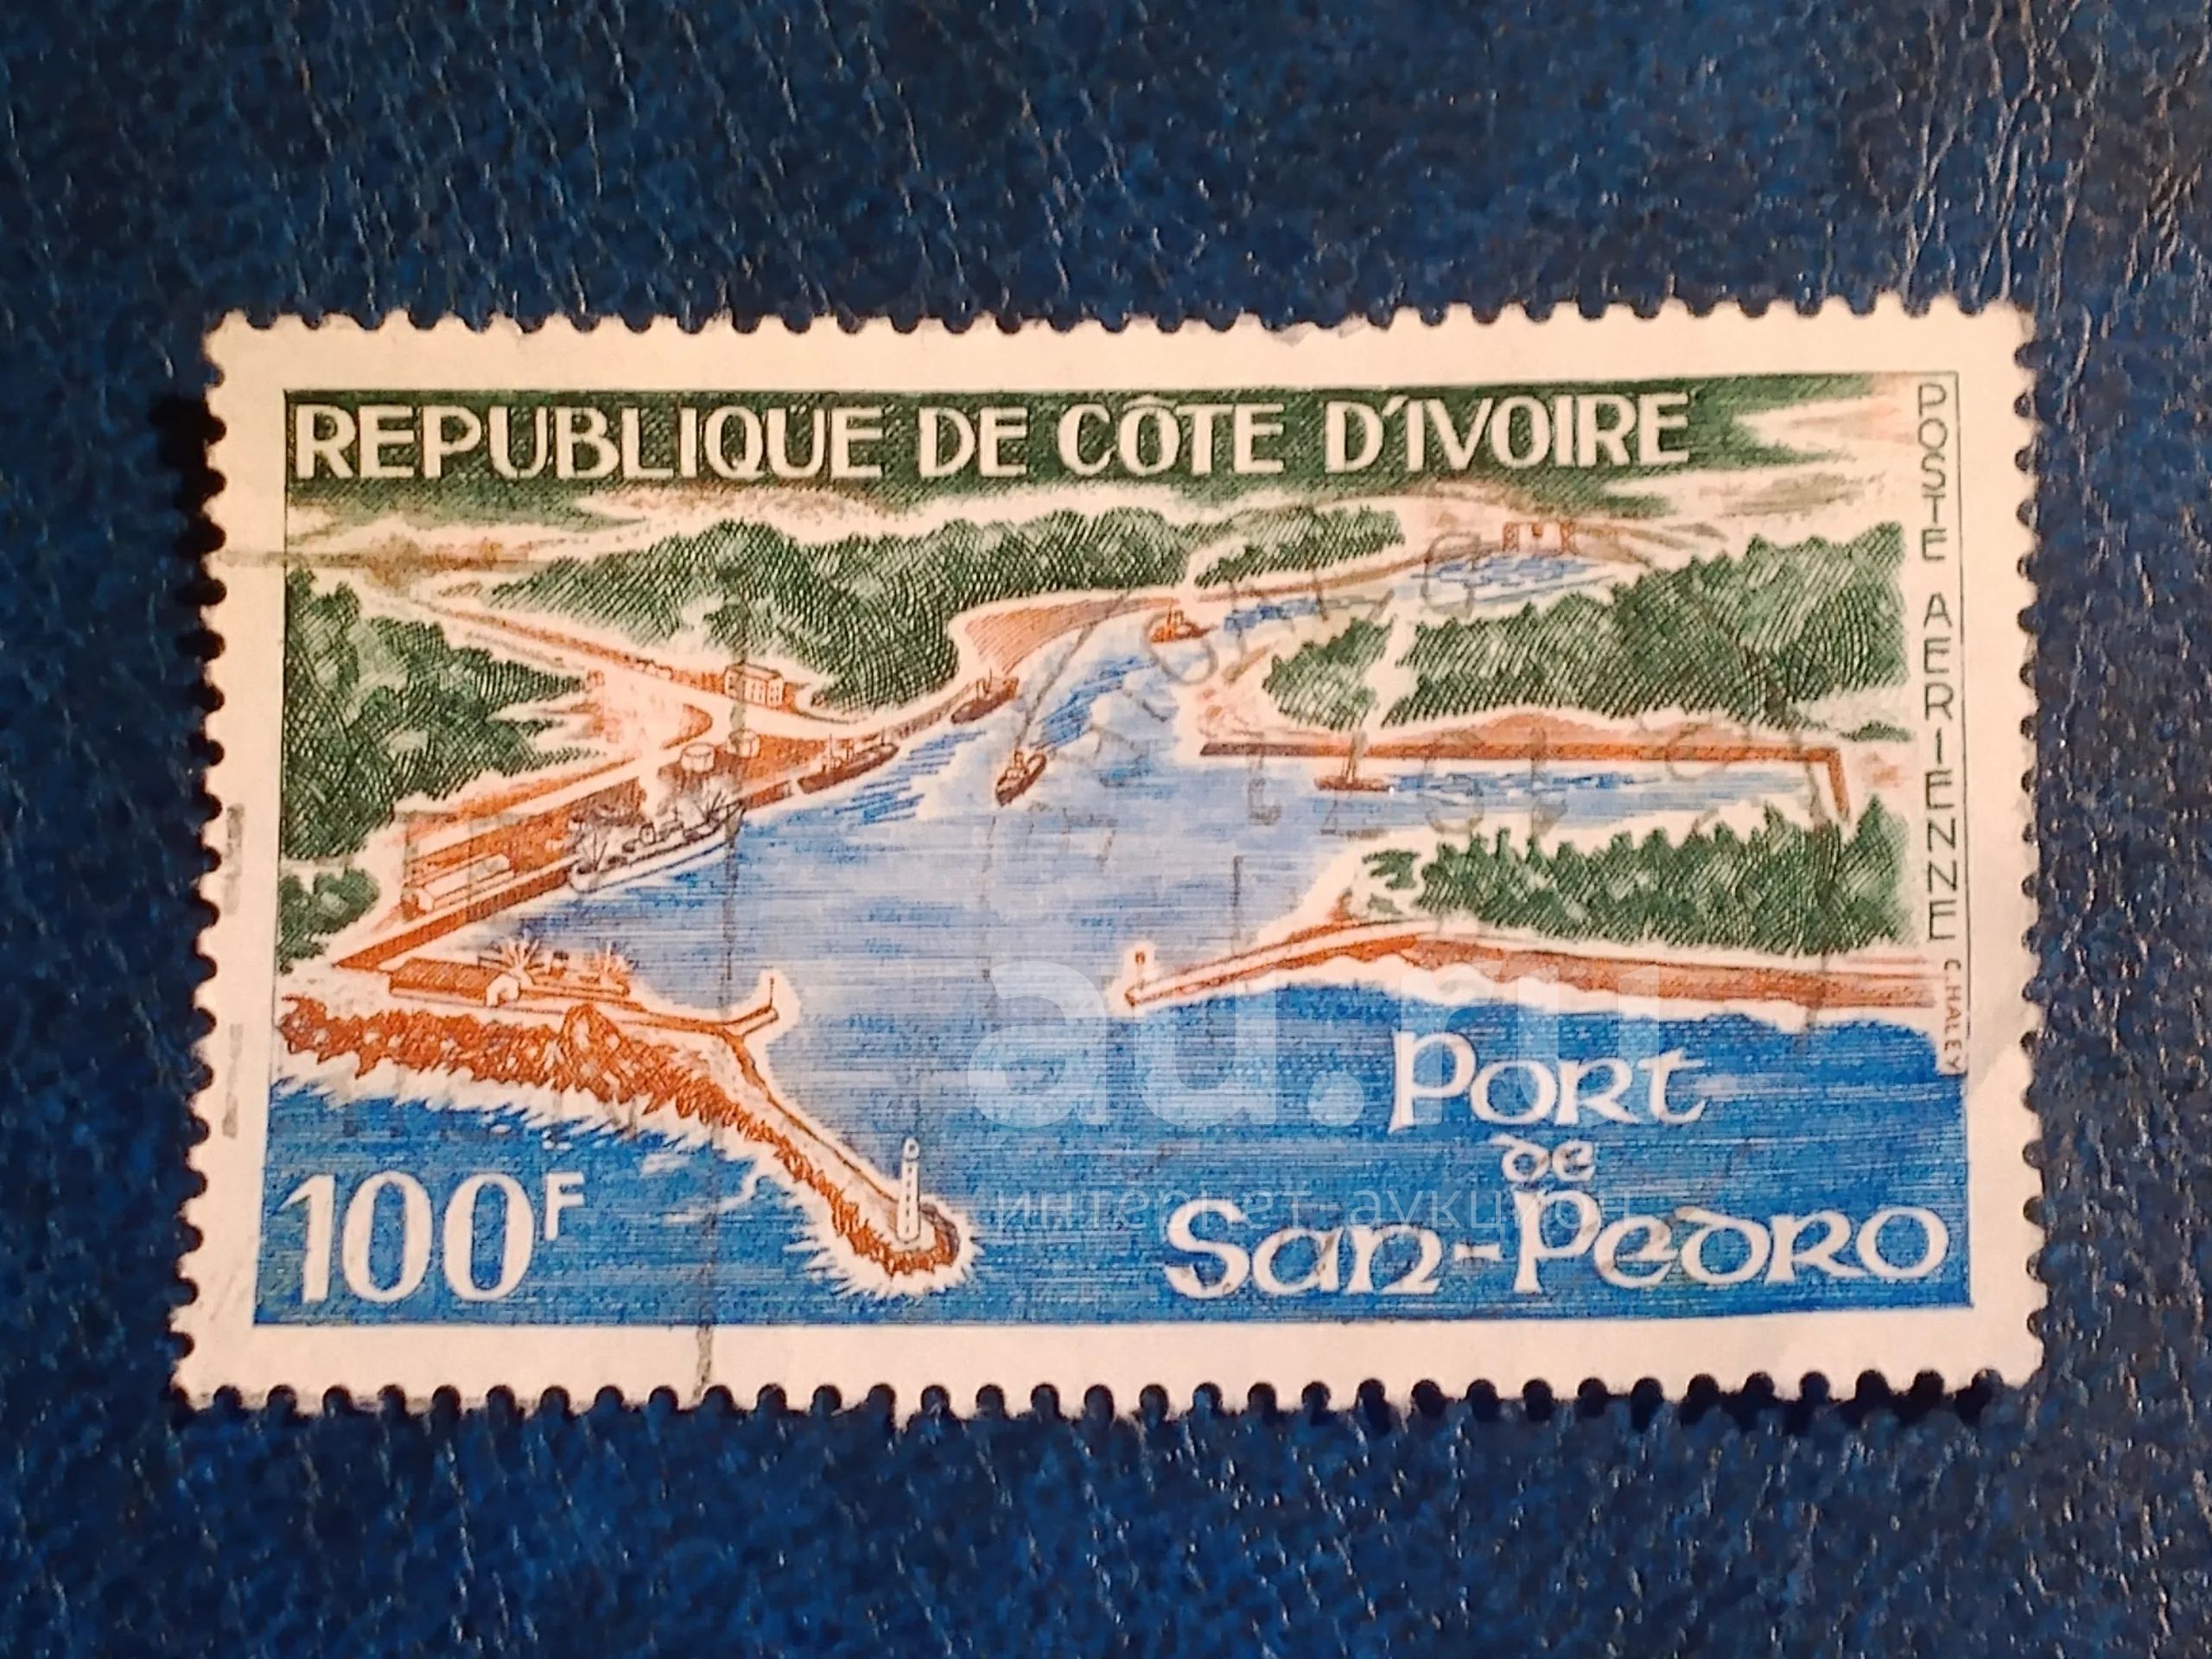 REPUBLIQUE DE CÔTE D'IVOIRE
POSTE AERIENNE
CHALEY
au.ru
интернет-аукцион
Port
de
San-Pedro
100F